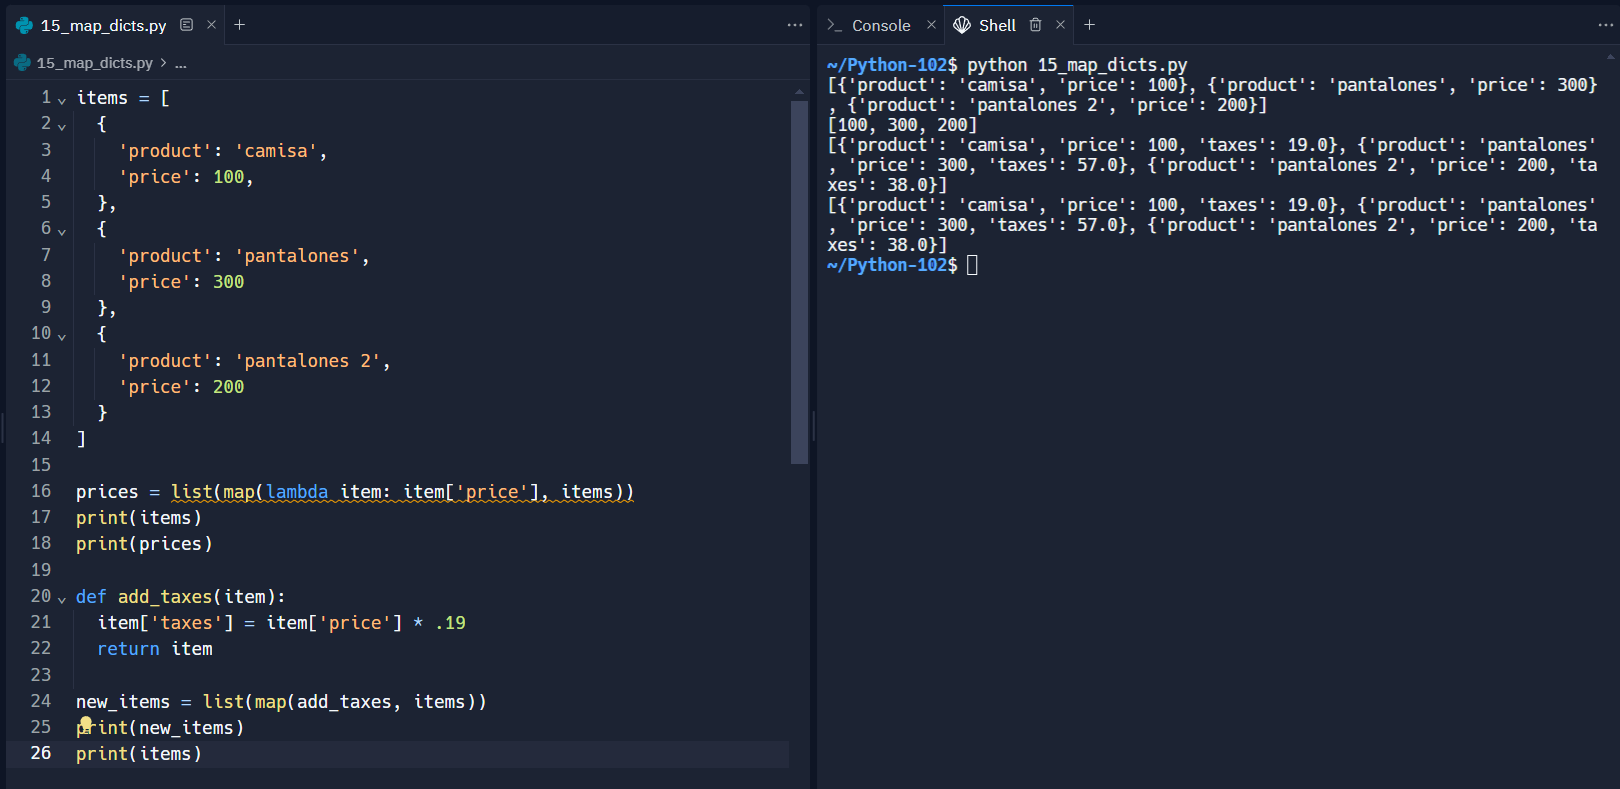 15_map_dicts.py
15_map_dicts.py > ...
1 items = [
2   {
3     'product': 'camisa',
4     'price': 100,
5   },
6   {
7     'product': 'pantalones',
8     'price': 300
9   },
10   {
11     'product': 'pantalones 2',
12     'price': 200
13   }
14 ]
15
16 prices = list(map(lambda item: item['price'], items))
17 print(items)
18 print(prices)
19
20 def add_taxes(item):
21   item['taxes'] = item['price'] * .19
22   return item
23
24 new_items = list(map(add_taxes, items))
25 print(new_items)
26 print(items)
Console Shell
~/Python-102$ python 15_map_dicts.py
[{'product': 'camisa', 'price': 100}, {'product': 'pantalones', 'price': 300}
, {'product': 'pantalones 2', 'price': 200}]
[100, 300, 200]
[{'product': 'camisa', 'price': 100, 'taxes': 19.0}, {'product': 'pantalones'
, 'price': 300, 'taxes': 57.0}, {'product': 'pantalones 2', 'price': 200, 'ta
xes': 38.0}]
[{'product': 'camisa', 'price': 100, 'taxes': 19.0}, {'product': 'pantalones'
, 'price': 300, 'taxes': 57.0}, {'product': 'pantalones 2', 'price': 200, 'ta
xes': 38.0}]
~/Python-102$